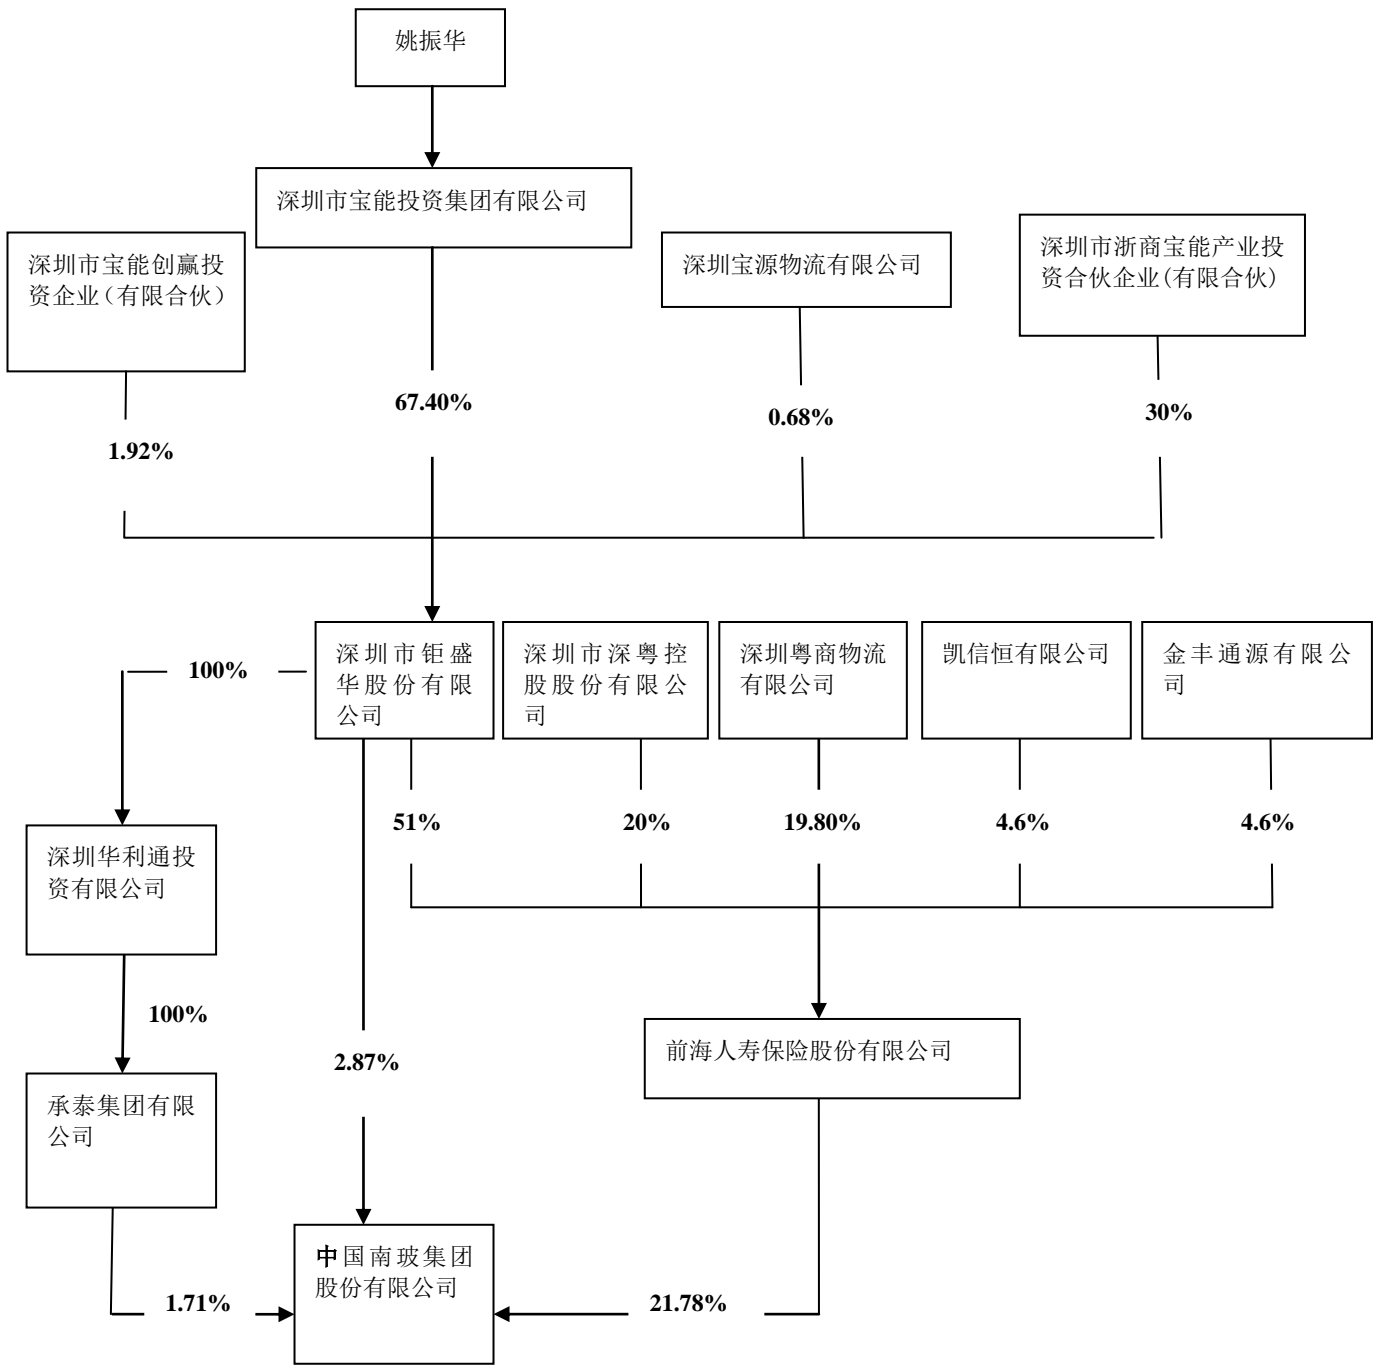 姚振华
深圳市宝能投资集团有限公司
深圳市宝能创赢投
资企业（有限合伙）
深圳宝源物流有限公司
深圳市浙商宝能产业投
资合伙企业(有限合伙)
1.92%
67.40%
0.68%
30%
深圳市钜盛
华股份有限
公司
深圳市深粤控
股股份有限公
司
深圳粤商物流
有限公司
凯信恒有限公司
金丰通源有限公
司
100%
51%
20%
19.80%
4.6%
4.6%
深圳华利通投
资有限公司
100%
2.87%
前海人寿保险股份有限公司
承泰集团有限
公司
中国南玻集团
股份有限公司
1.71%
21.78%